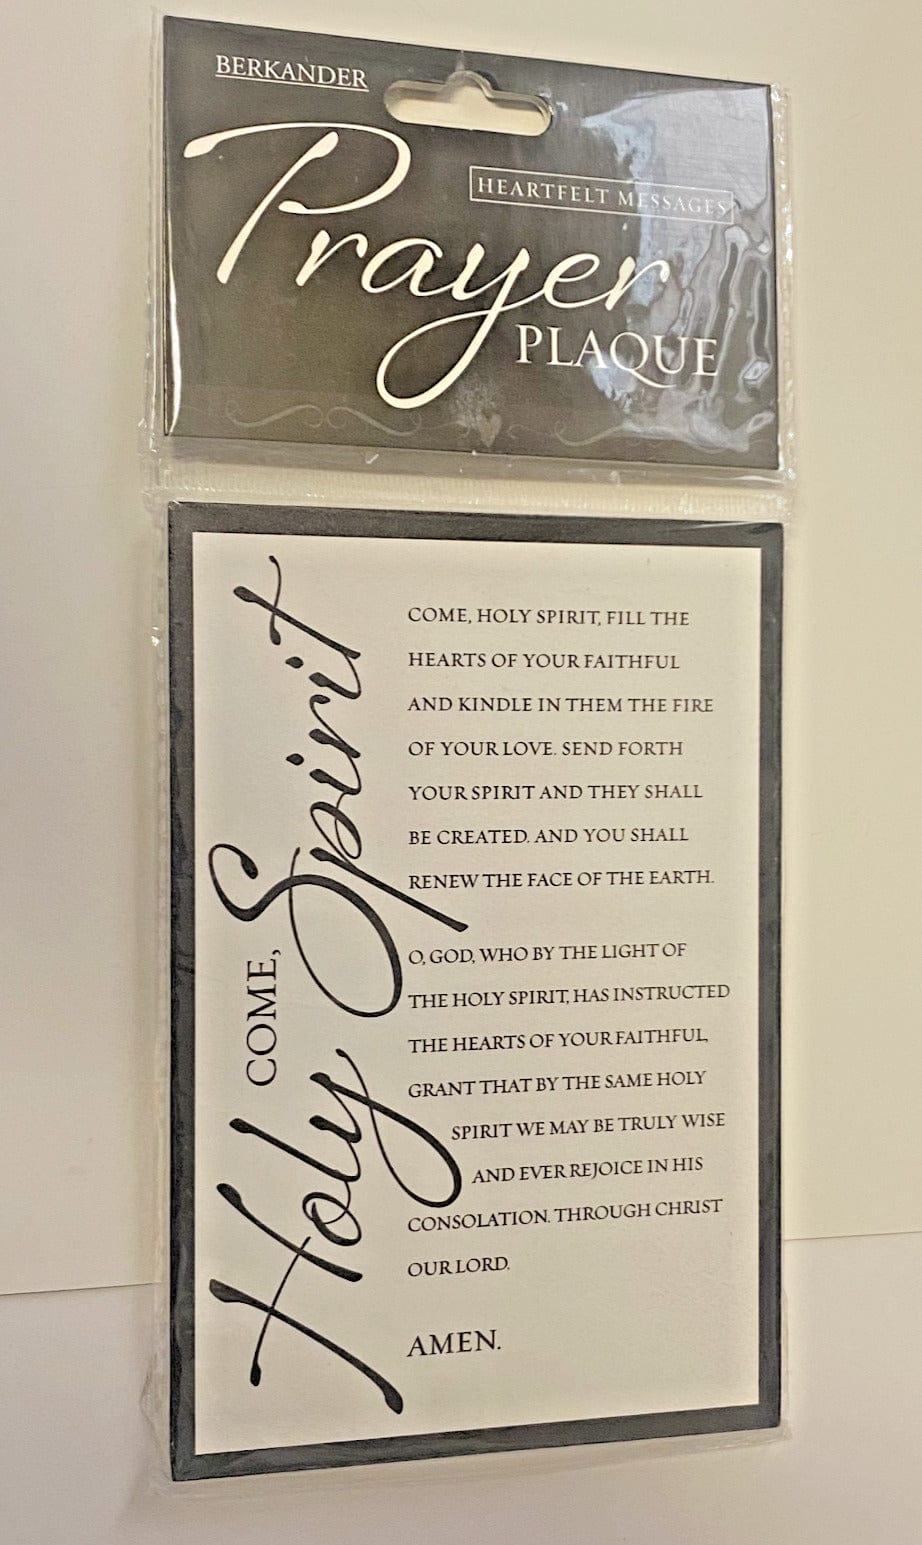 BERKANDER
HEARTFELT MESSAGES
Prayer
PLAQUE
COME,
Holy Spirit
COME, HOLY SPIRIT, FILL THE
HEARTS OF YOUR FAITHFUL
AND KINDLE IN THEM THE FIRE
OF YOUR LOVE. SEND FORTH
YOUR SPIRIT AND THEY SHALL
BE CREATED. AND YOU SHALL
RENEW THE FACE OF THE EARTH.
O, GOD, WHO BY THE LIGHT OF
THE HOLY SPIRIT, HAS INSTRUCTED
THE HEARTS OF YOUR FAITHFUL,
GRANT THAT BY THE SAME HOLY
SPIRIT WE MAY BE TRULY WISE
AND EVER REJOICE IN HIS
CONSOLATION. THROUGH CHRIST
OUR LORD.
AMEN.